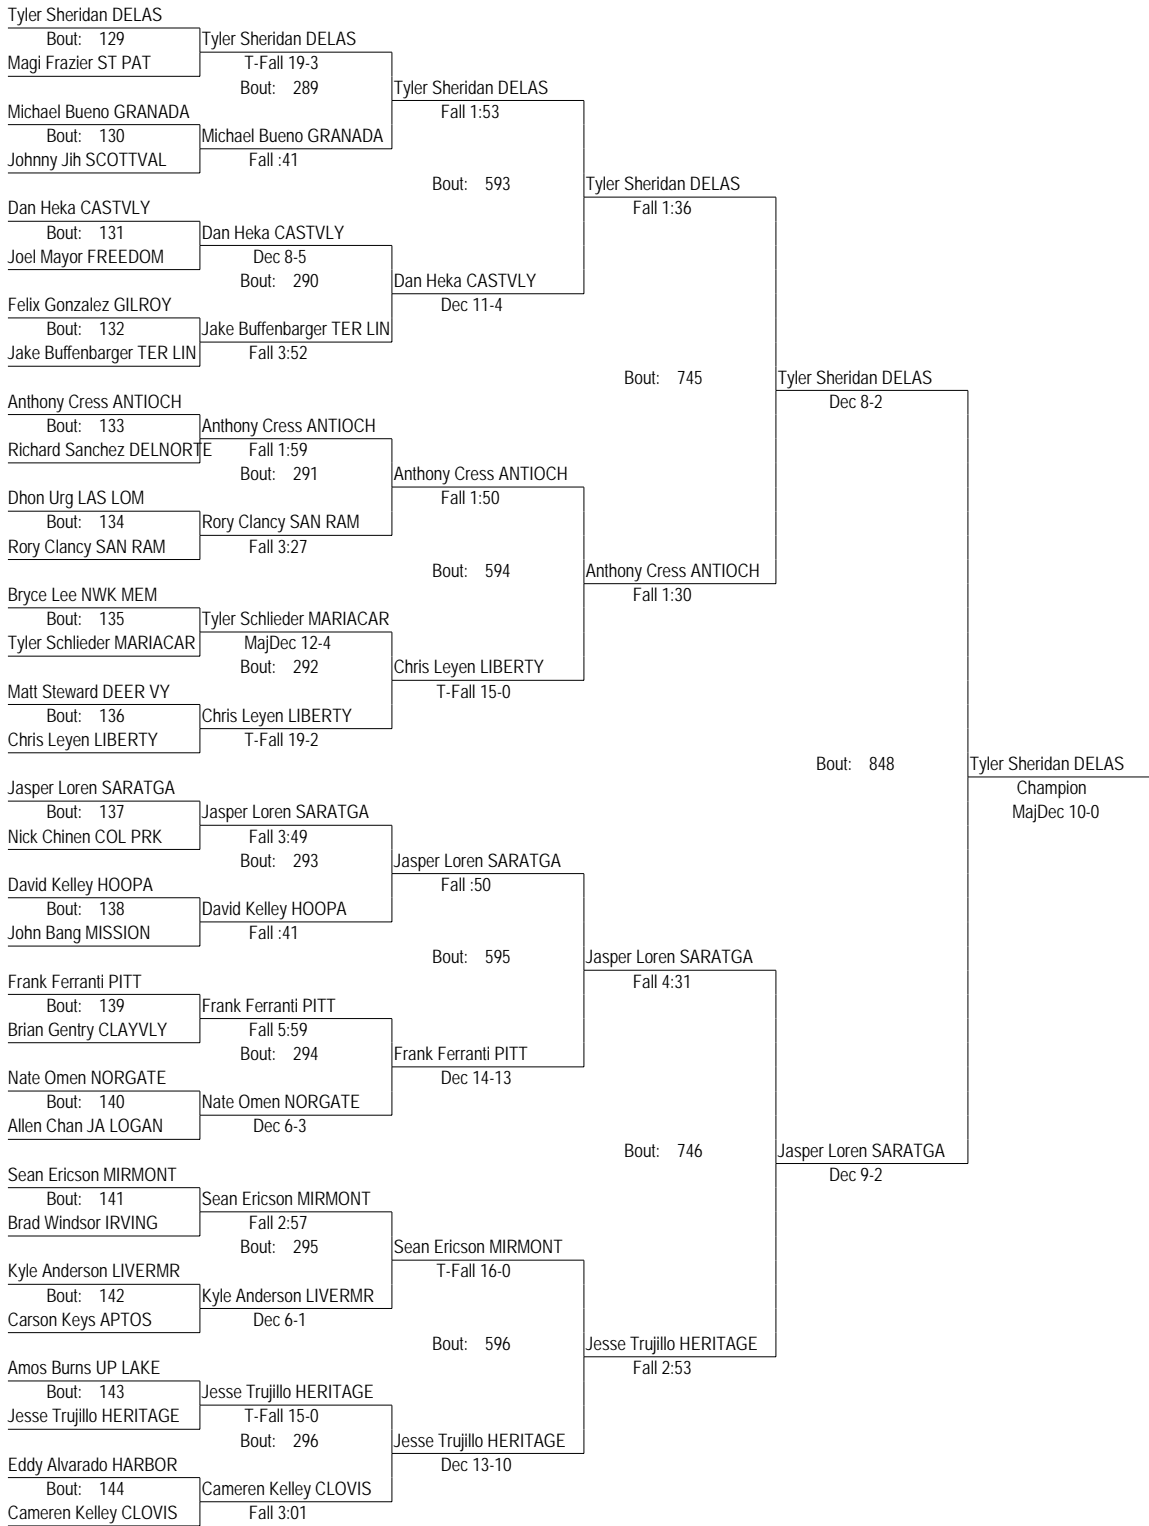 Tyler Sheridan DELAS
Bout: 129
Tyler Sheridan DELAS
Magi Frazier ST PAT
T-Fall 19-3
Bout: 289
Tyler Sheridan DELAS
Michael Bueno GRANADA
Fall 1:53
Bout: 130
Michael Bueno GRANADA
Johnny Jih SCOTTVAL
Fall :41
Bout: 593
Tyler Sheridan DELAS
Dan Heka CASTVLY
Fall 1:36
Bout: 131
Dan Heka CASTVLY
Joel Mayor FREEDOM
Dec 8-5
Bout: 290
Dan Heka CASTVLY
Felix Gonzalez GILROY
Dec 11-4
Bout: 132
Jake Buffenbarger TER LIN
Jake Buffenbarger TER LIN
Fall 3:52
Bout: 745
Tyler Sheridan DELAS
Anthony Cress ANTIOCH
Dec 8-2
Bout: 133
Anthony Cress ANTIOCH
Richard Sanchez DELNORTE
Fall 1:59
Bout: 291
Anthony Cress ANTIOCH
Dhon Urg LAS LOM
Fall 1:50
Bout: 134
Rory Clancy SAN RAM
Rory Clancy SAN RAM
Fall 3:27
Bout: 594
Anthony Cress ANTIOCH
Bryce Lee NWK MEM
Fall 1:30
Bout: 135
Tyler Schlieder MARIACAR
Tyler Schlieder MARIACAR
MajDec 12-4
Bout: 292
Chris Leyen LIBERTY
Matt Steward DEER VY
T-Fall 15-0
Bout: 136
Chris Leyen LIBERTY
Chris Leyen LIBERTY
T-Fall 19-2
Bout: 848
Tyler Sheridan DELAS
Jasper Loren SARATGA
Champion
Bout: 137
Jasper Loren SARATGA
MajDec 10-0
Nick Chinen COL PRK
Fall 3:49
Bout: 293
Jasper Loren SARATGA
David Kelley HOOPA
Fall :50
Bout: 138
David Kelley HOOPA
John Bang MISSION
Fall :41
Bout: 595
Jasper Loren SARATGA
Frank Ferranti PITT
Fall 4:31
Bout: 139
Frank Ferranti PITT
Brian Gentry CLAYVLY
Fall 5:59
Bout: 294
Frank Ferranti PITT
Nate Omen NORGATE
Dec 14-13
Bout: 140
Nate Omen NORGATE
Allen Chan JA LOGAN
Dec 6-3
Bout: 746
Jasper Loren SARATGA
Sean Ericson MIRMONT
Dec 9-2
Bout: 141
Sean Ericson MIRMONT
Brad Windsor IRVING
Fall 2:57
Bout: 295
Sean Ericson MIRMONT
Kyle Anderson LIVERMR
T-Fall 16-0
Bout: 142
Kyle Anderson LIVERMR
Carson Keys APTOS
Dec 6-1
Bout: 596
Jesse Trujillo HERITAGE
Amos Burns UP LAKE
Fall 2:53
Bout: 143
Jesse Trujillo HERITAGE
Jesse Trujillo HERITAGE
T-Fall 15-0
Bout: 296
Jesse Trujillo HERITAGE
Eddy Alvarado HARBOR
Dec 13-10
Bout: 144
Cameren Kelley CLOVIS
Cameren Kelley CLOVIS
Fall 3:01